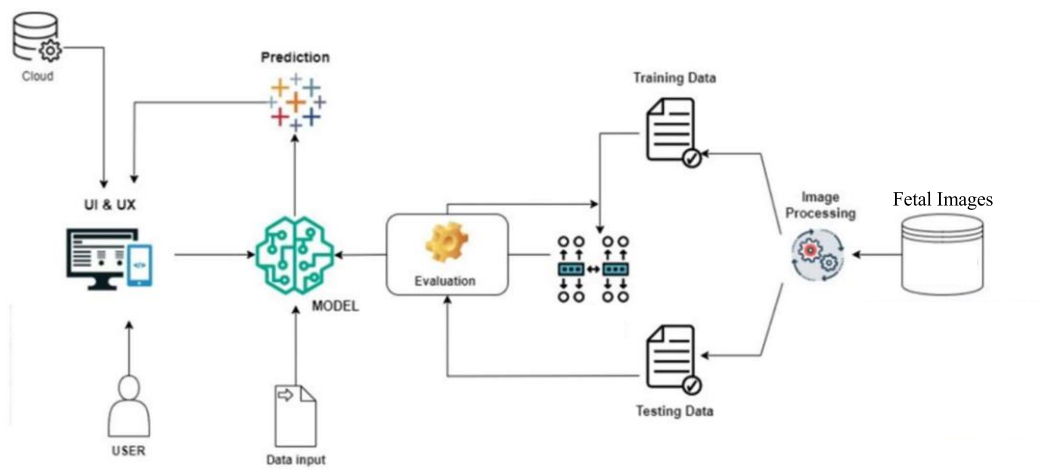 Cloud
Prediction
Training Data
UI & UX
Image
Processing
Fetal Images
Evaluation
MODEL
Testing Data
USER
Data input